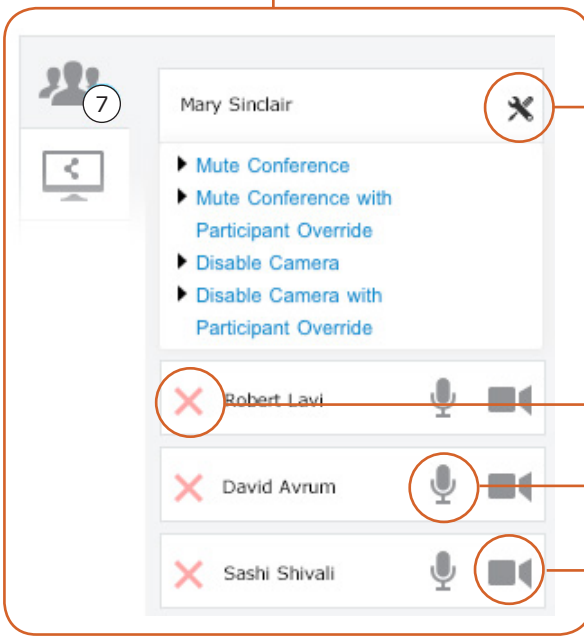 7
Mary Sinclair
Mute Conference
Mute Conference with
Participant Override
Disable Camera
Disable Camera with
Participant Override
Robert Lavi
David Avrum
Sashi Shivali